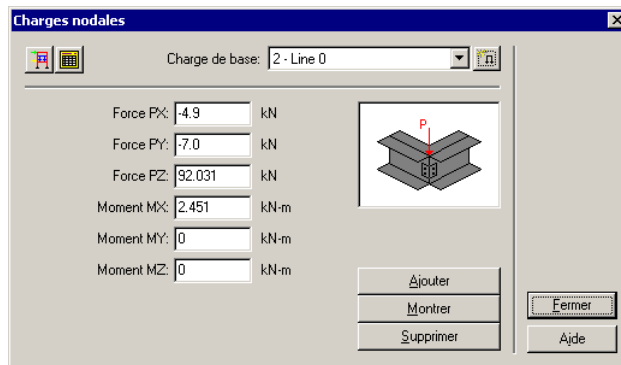 Charges nodales
Charge de base: 2 - Line 0
Force PX: -4.9 kN
Force PY: -7.0 kN
Force PZ: 92.031 kN
Moment MX: 2.451 kN-m
Moment MY: 0 kN-m
Moment MZ: 0 kN-m
P
Ajouter
Montrer
Supprimer
Fermer
Aide